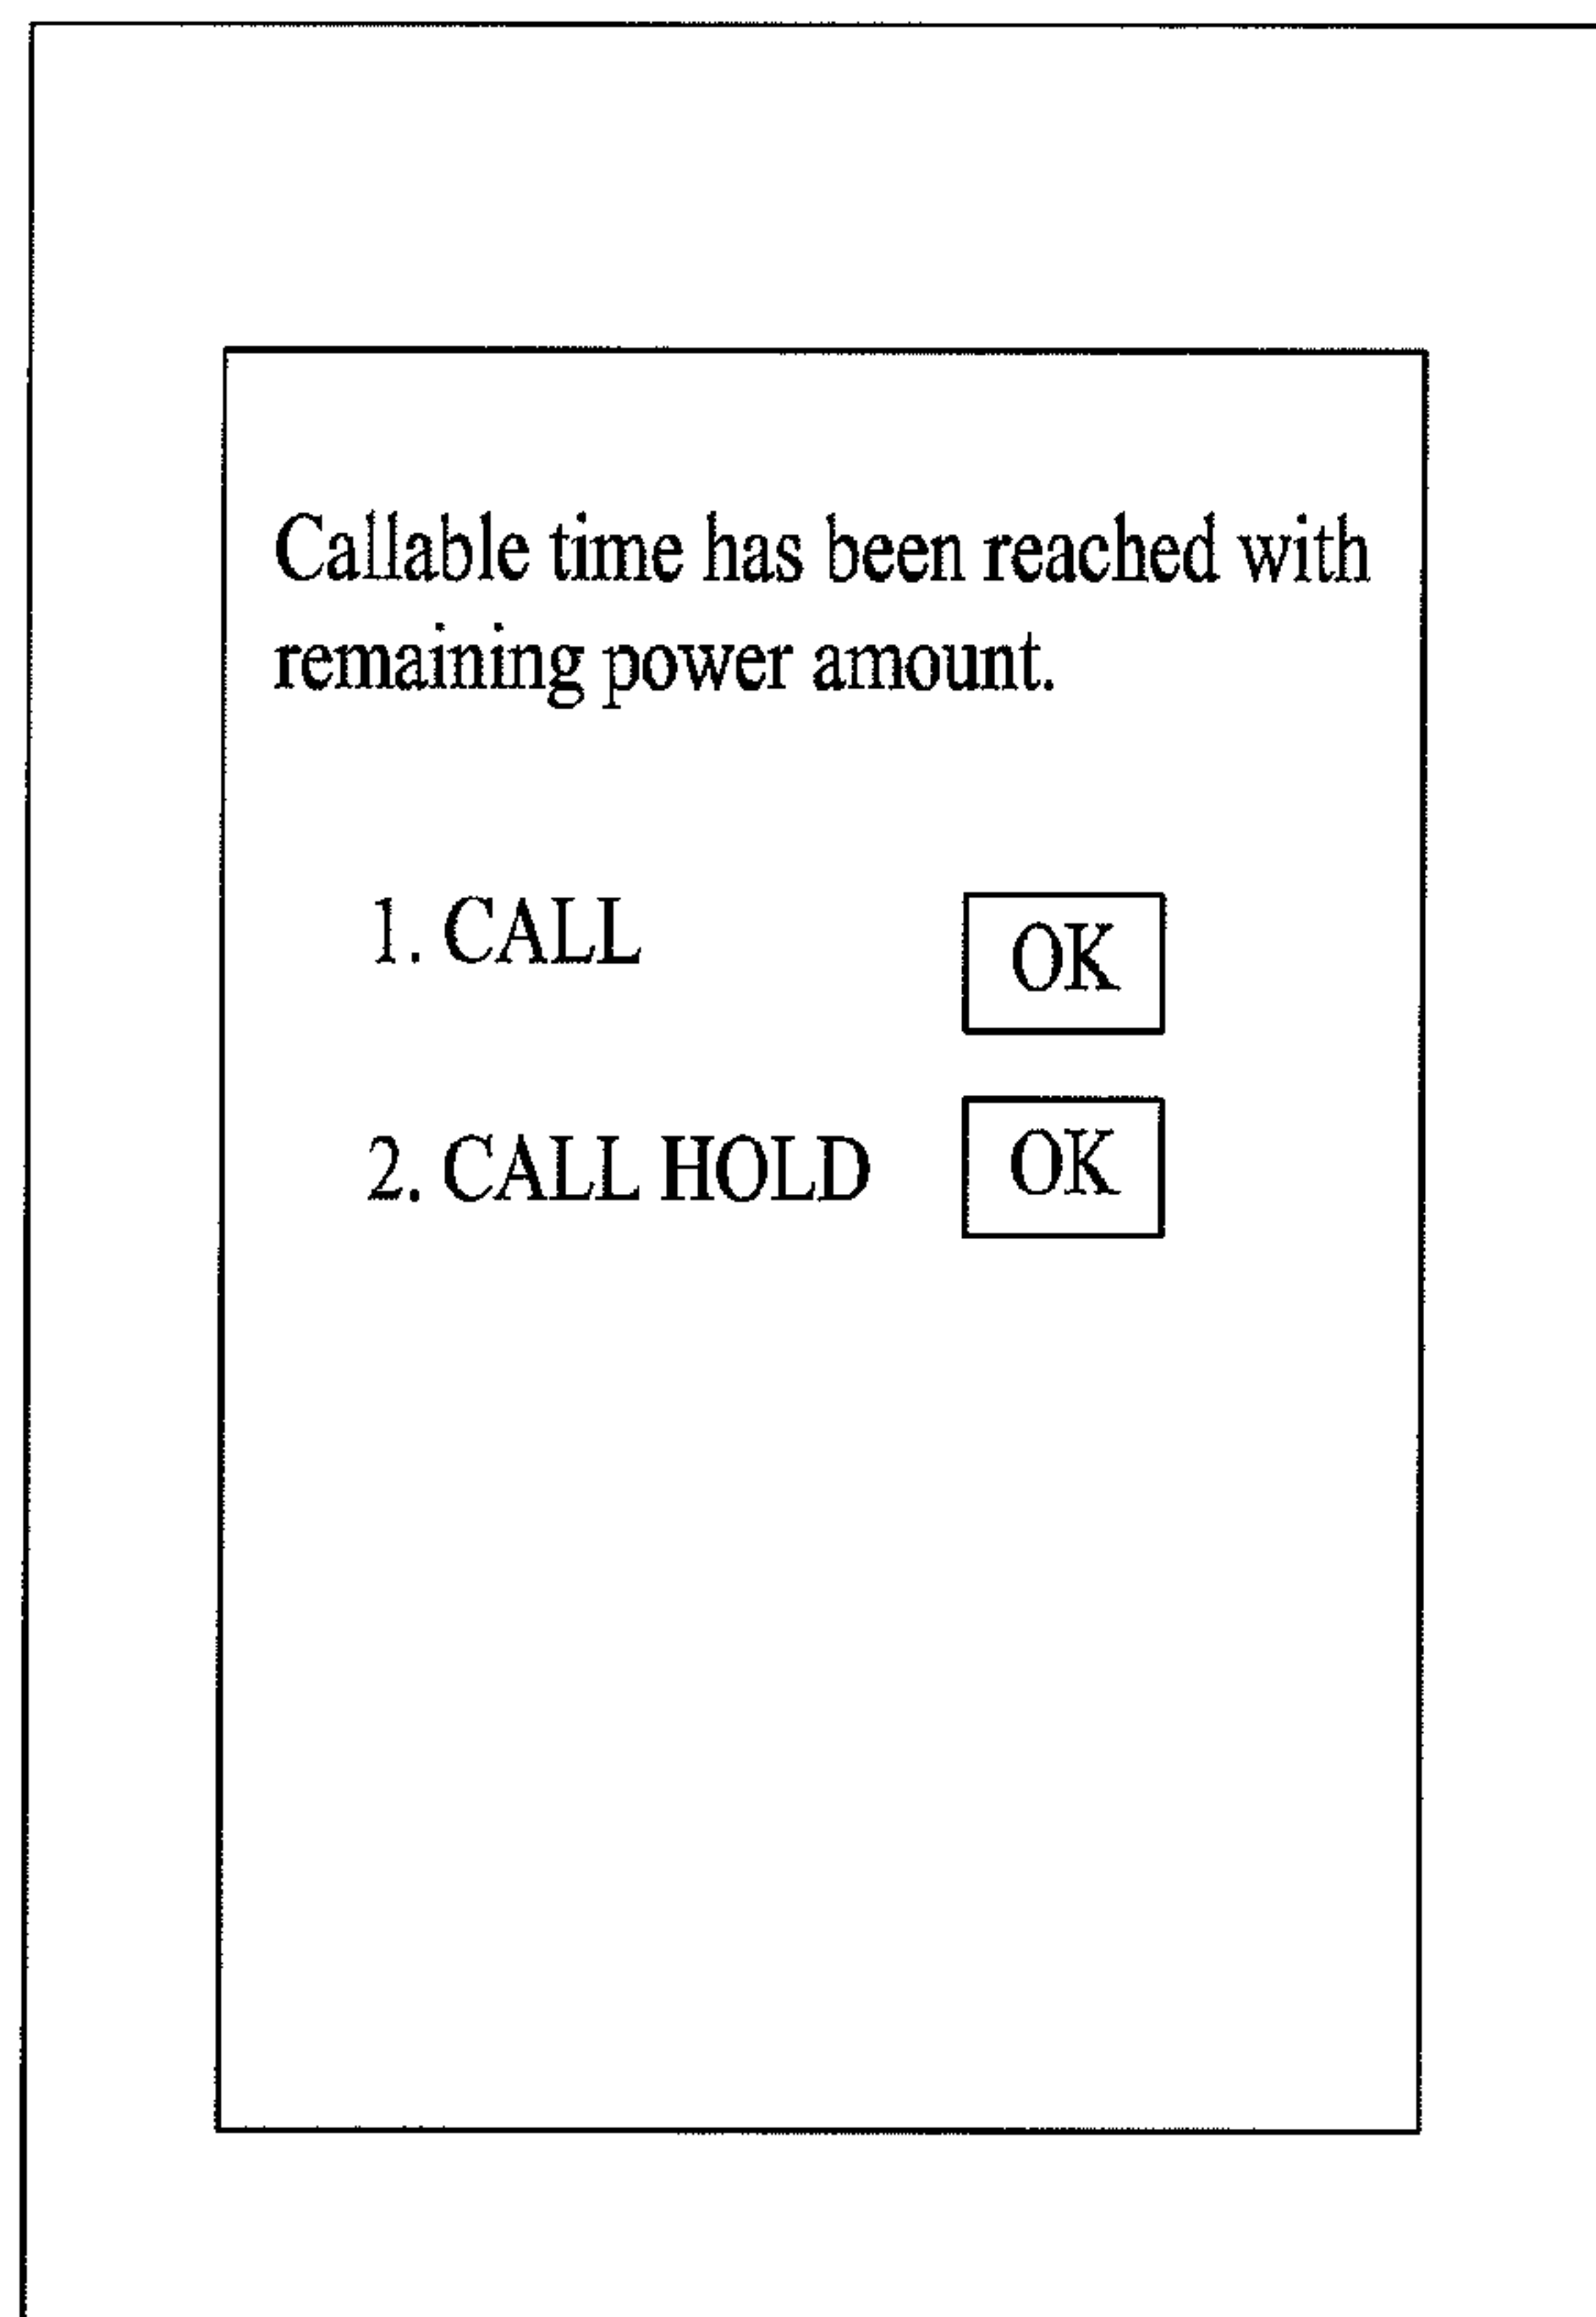 Callable time has been reached with
remaining power amount.
1. CALL OK
2. CALL HOLD OK